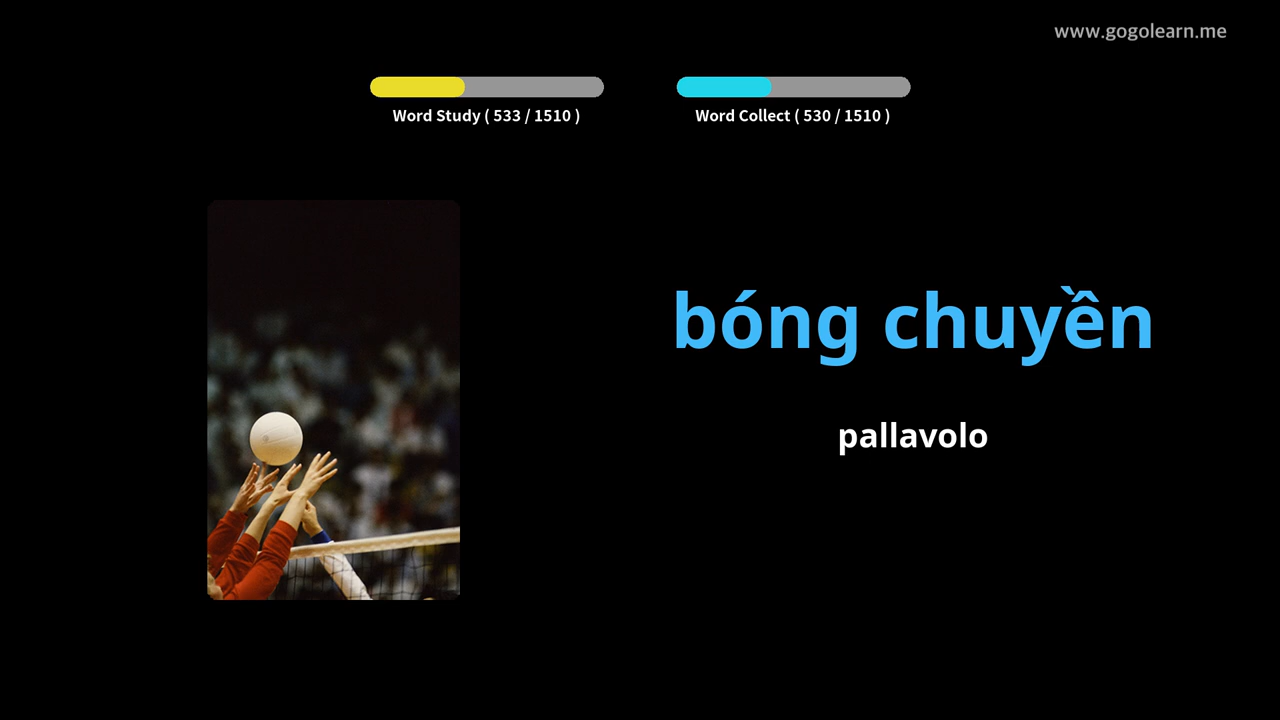 www.gogolearn.me
Word Study ( 533 / 1510 )
Word Collect ( 530 / 1510 )
bóng chuyền
pallavolo